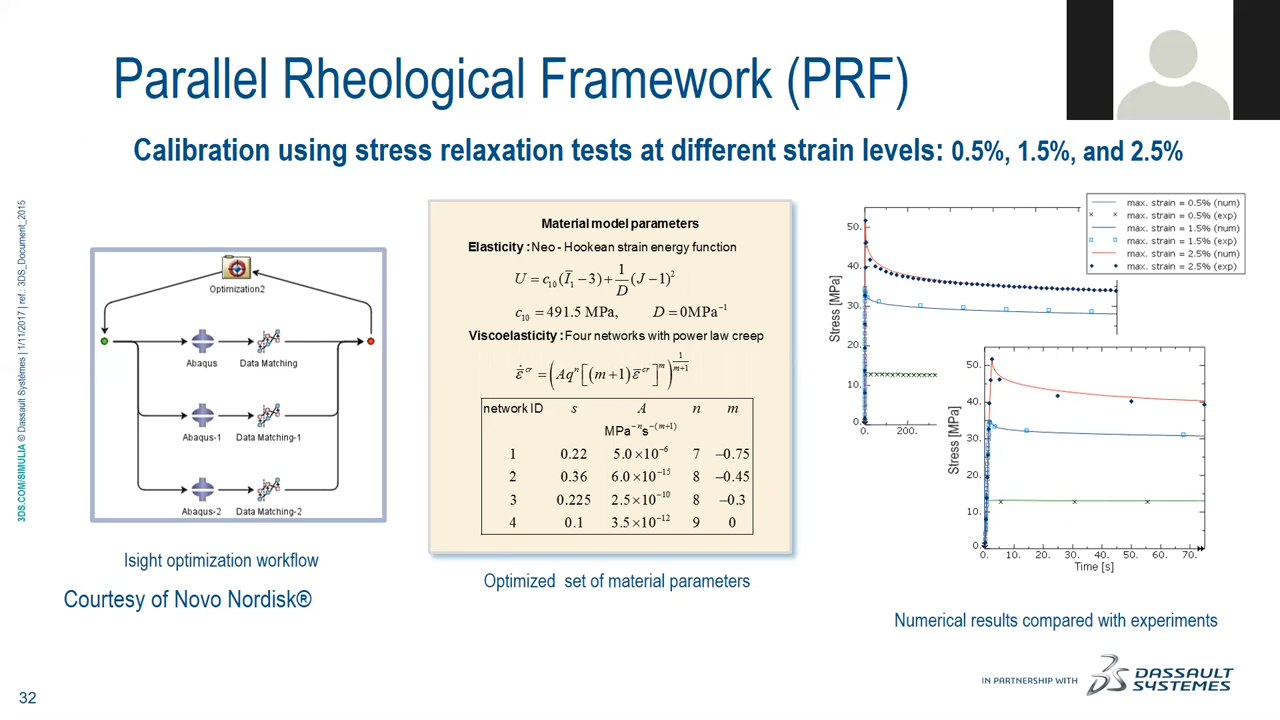 Parallel Rheological Framework (PRF)
Calibration using stress relaxation tests at different strain levels: 0.5%, 1.5%, and 2.5%
3DS.COM/SIMULIA © Dassault Systèmes | 1/11/2017 | ref.: 3DS_Document_2015
Optimization2
Abaqus Data Matching
Abaqus-1 Data Matching-1
Abaqus-2 Data Matching-2
Isight optimization workflow
Courtesy of Novo Nordisk®
Material model parameters
Elasticity : Neo - Hookean strain energy function
U = c₁₀(Ī₁ − 3) + 1/D (J − 1)²
c₁₀ = 491.5 MPa, D = 0MPa⁻¹
Viscoelasticity : Four networks with power law creep
ε̄̇ᶜʳ = (Aqⁿ[(m+1)ε̄ᶜʳ]ᵐ)^(1/(m+1))
network ID s A n m
MPa⁻ⁿs⁻⁽ᵐ⁺¹⁾
1 0.22 5.0×10⁻⁶ 7 −0.75
2 0.36 6.0×10⁻¹⁵ 8 −0.45
3 0.225 2.5×10⁻¹⁰ 8 −0.3
4 0.1 3.5×10⁻¹² 9 0
Optimized set of material parameters
max. strain = 0.5% (num)
max. strain = 0.5% (exp)
max. strain = 1.5% (num)
max. strain = 1.5% (exp)
max. strain = 2.5% (num)
max. strain = 2.5% (exp)
Stress [MPa]
50.
40.
30.
20.
10.
0.
0. 200.
Stress [MPa]
50.
40.
30.
20.
10.
0.
0. 10. 20. 30. 40. 50. 60. 70.
Time [s]
Numerical results compared with experiments
IN PARTNERSHIP WITH
DASSAULT
SYSTEMES
32